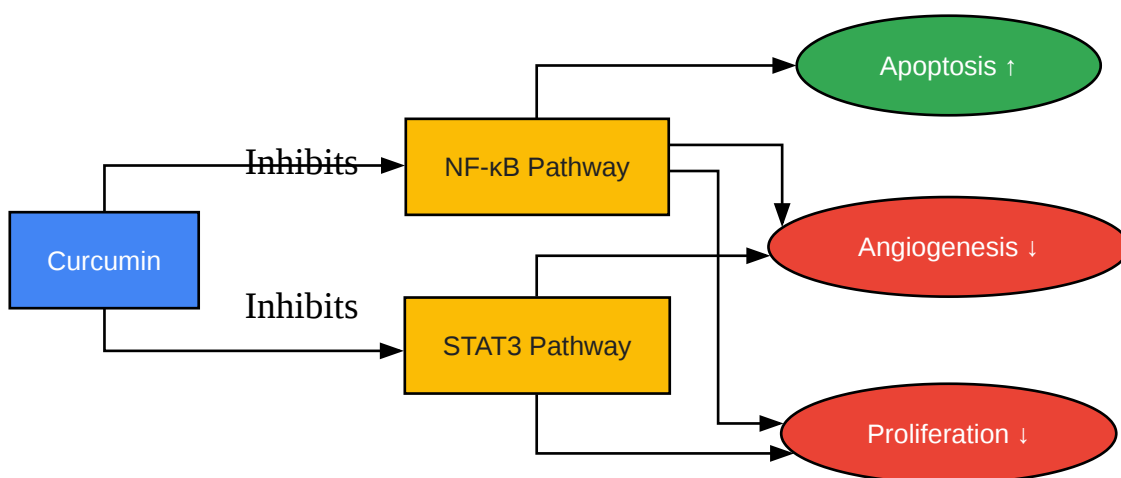 Apoptosis ↑
Inhibits
NF-κB Pathway
Curcumin
Angiogenesis ↓
Inhibits
STAT3 Pathway
Proliferation ↓